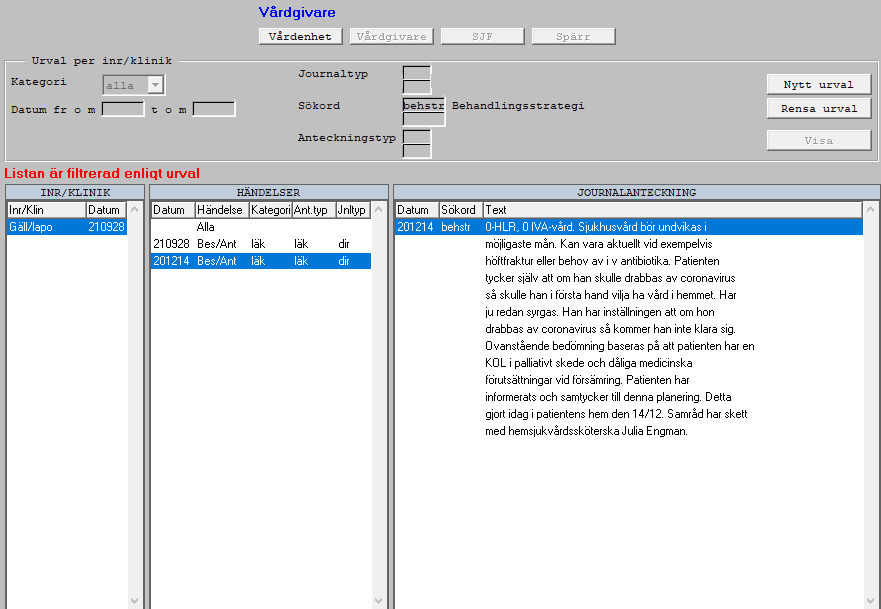 Vårdgivare
Vårdenhet Vårdgivare SJF Spärr
Urval per inr/klinik
Kategori alla
Datum fr o m t o m
Journaltyp
Sökord behstr Behandlingsstrategi
Anteckningstyp
Nytt urval
Rensa urval
Visa
Listan är filtrerad enligt urval
INR/KLINIK
Inr/Klin Datum
Gäll/lapo 210928
HÄNDELSER
Datum Händelse Kategori Ant.typ Jnltyp
Alla
210928 Bes/Ant läk läk dir
201214 Bes/Ant läk läk dir
JOURNALANTECKNING
Datum Sökord Text
201214 behstr 0-HLR, 0 IVA-vård. Sjukhusvård bör undvikas i
möjligaste mån. Kan vara aktuellt vid exempelvis
höftfraktur eller behov av i v antibiotika. Patienten
tycker själv att om han skulle drabbas av coronavirus
så skulle han i första hand vilja ha vård i hemmet. Har
ju redan syrgas. Han har inställningen att om hon
drabbas av coronavirus så kommer han inte klara sig.
Ovanstående bedömning baseras på att patienten har en
KOL i palliativt skede och dåliga medicinska
förutsättningar vid försämring. Patienten har
informerats och samtycker till denna planering. Detta
gjort idag i patientens hem den 14/12. Samråd har skett
med hemsjukvårdssköterska Julia Engman.